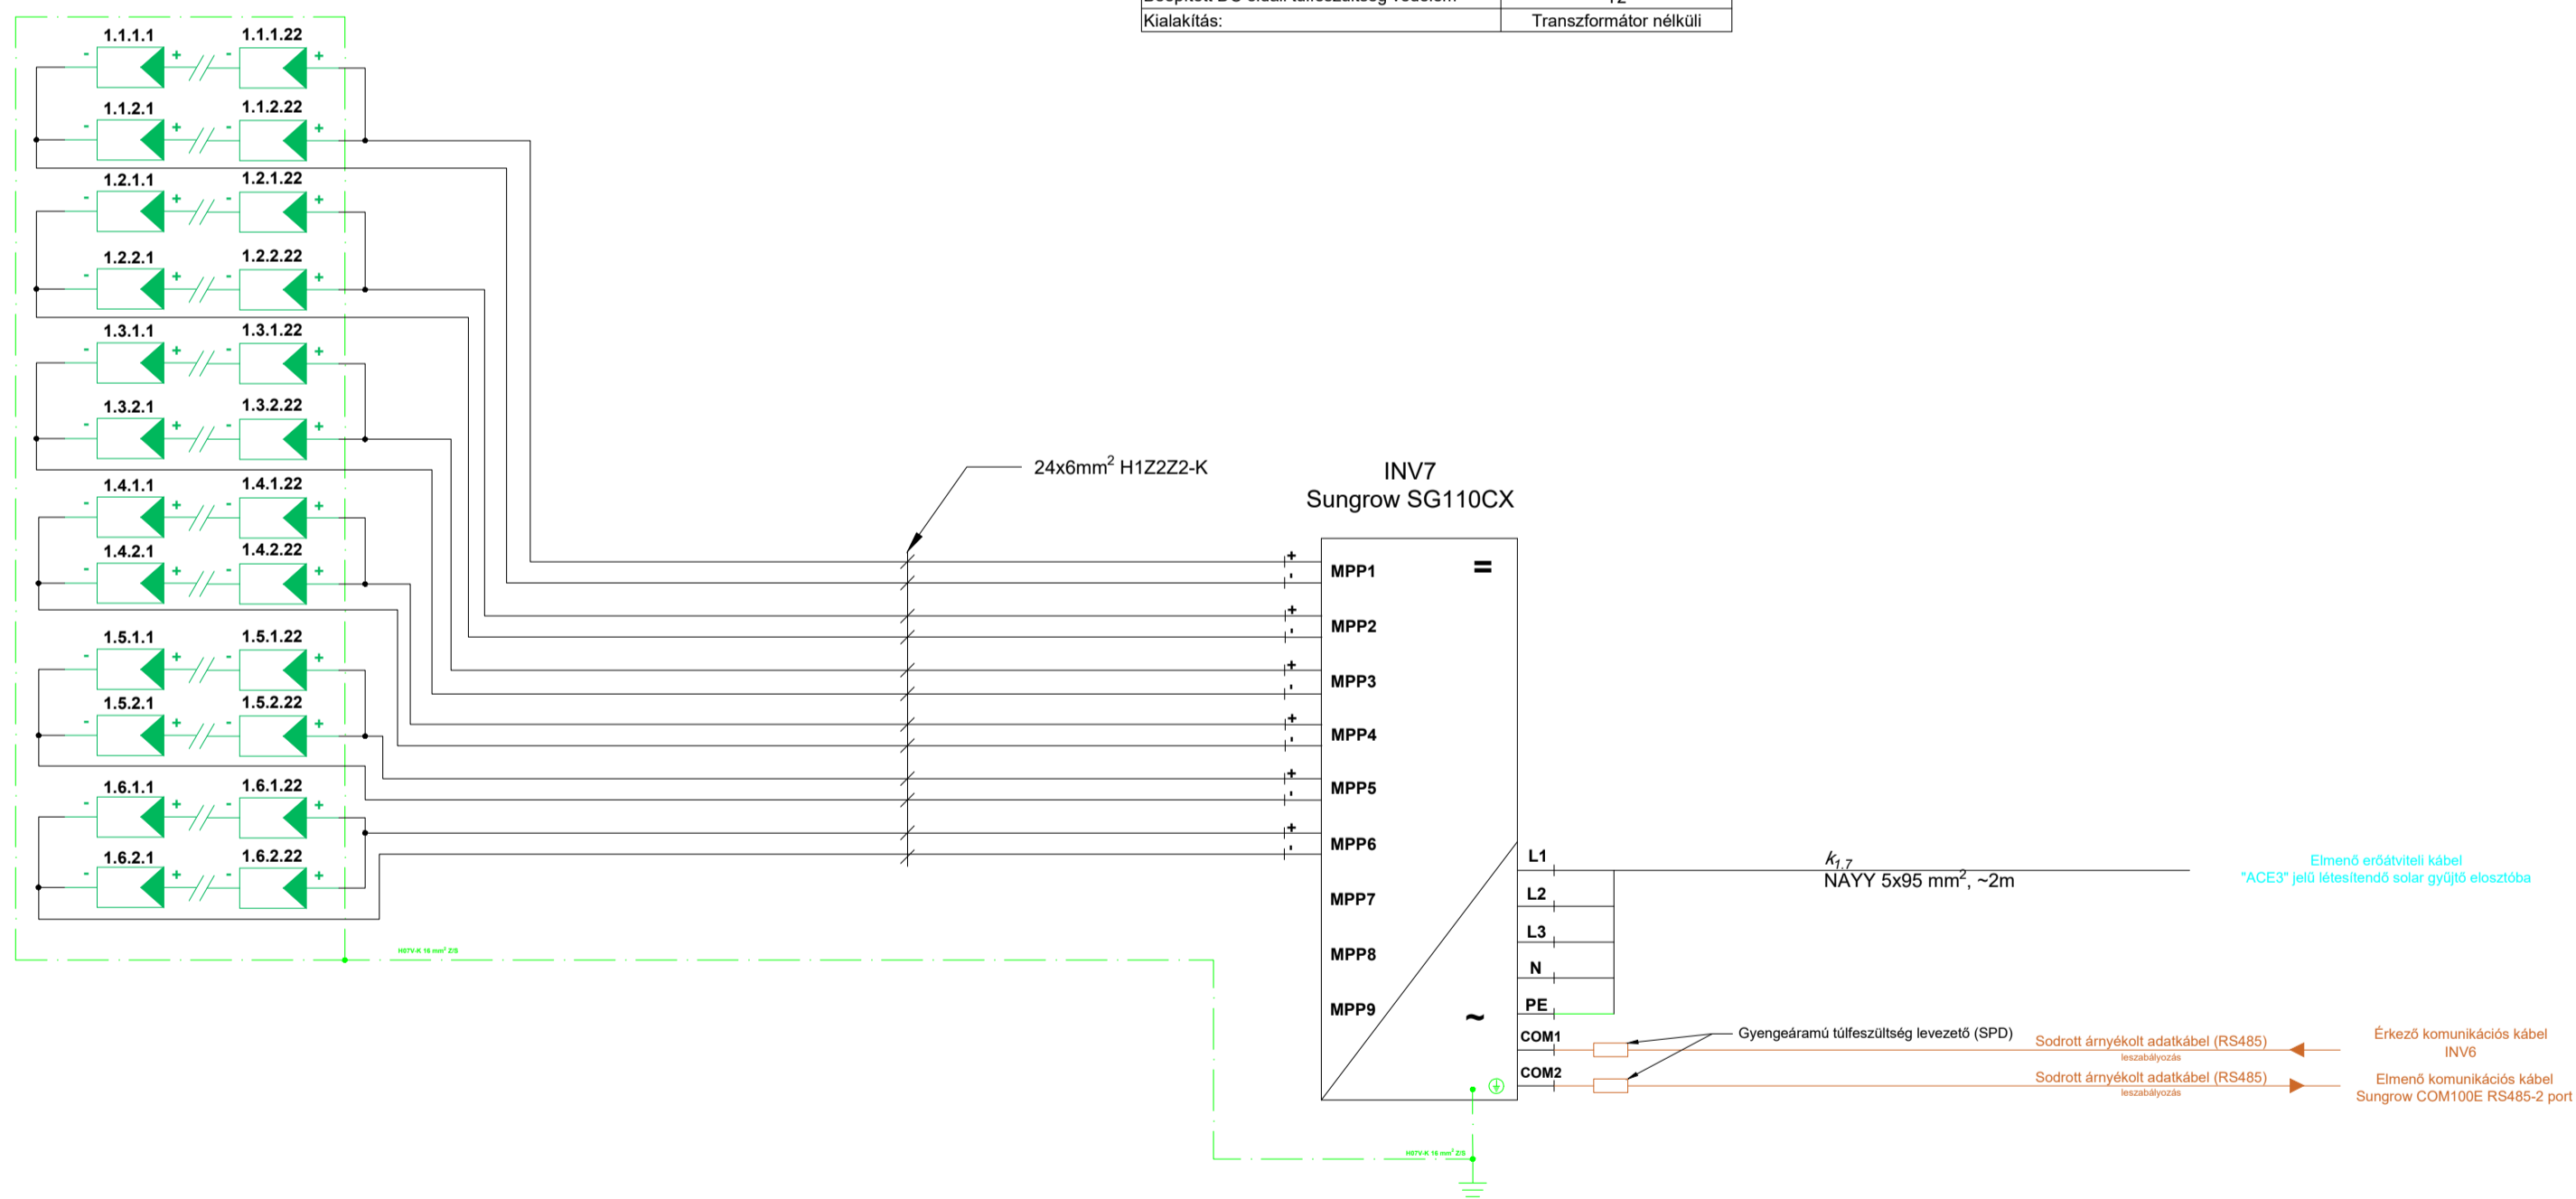 T2
Kialakítás: Transzformátor nélküli
1.1.1.1 1.1.1.22
- + - +
1.1.2.1 1.1.2.22
- + - +
1.2.1.1 1.2.1.22
- + - +
1.2.2.1 1.2.2.22
- + - +
1.3.1.1 1.3.1.22
- + - +
1.3.2.1 1.3.2.22
- + - +
1.4.1.1 1.4.1.22
- + - +
1.4.2.1 1.4.2.22
- + - +
1.5.1.1 1.5.1.22
- + - +
1.5.2.1 1.5.2.22
- + - +
1.6.1.1 1.6.1.22
- + - +
1.6.2.1 1.6.2.22
- + - +
H07V-K 16 mm² Z/S
24x6mm² H1Z2Z2-K
INV7
Sungrow SG110CX
+
MPP1 =
-
+
MPP2
-
+
MPP3
-
+
MPP4
-
+
MPP5
-
+
MPP6
-
MPP7
MPP8
MPP9
~
L1
L2
L3
N
PE
COM1
COM2
k1.7
NAYY 5x95 mm², ~2m
Elmenő erőátviteli kábel
"ACE3" jelű létesítendő solar gyűjtő elosztóba
Gyengeáramú túlfeszültség levezető (SPD)
Sodrott árnyékolt adatkábel (RS485)
leszabályozás
Érkező komunikációs kábel
INV6
Sodrott árnyékolt adatkábel (RS485)
leszabályozás
Elmenő komunikációs kábel
Sungrow COM100E RS485-2 port
H07V-K 16 mm² Z/S